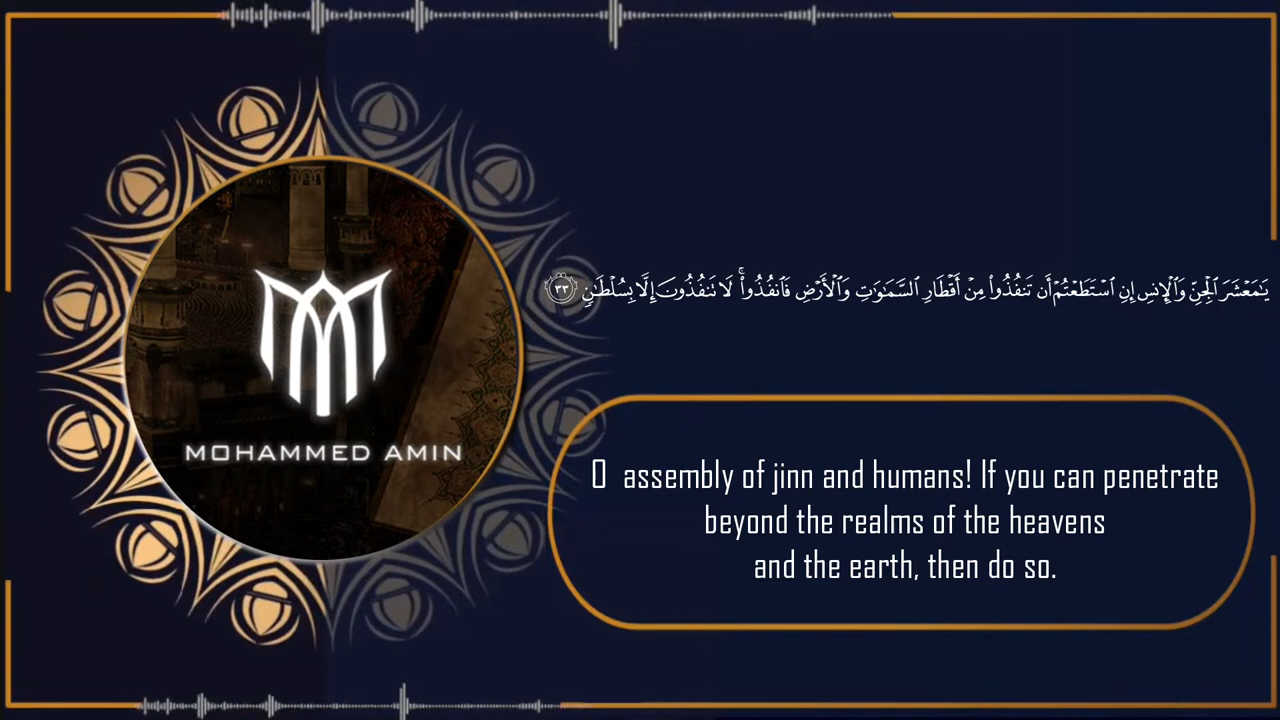 يَـٰمَعْشَرَ ٱلْجِنِّ وَٱلْإِنسِ إِنِ ٱسْتَطَعْتُمْ أَن تَنفُذُوا۟ مِنْ أَقْطَارِ ٱلسَّمَـٰوَٰتِ وَٱلْأَرْضِ فَٱنفُذُوا۟ ۚ لَا تَنفُذُونَ إِلَّا بِسُلْطَـٰنٍ ٣٣
MOHAMMED AMIN
O assembly of jinn and humans! If you can penetrate
beyond the realms of the heavens
and the earth, then do so.